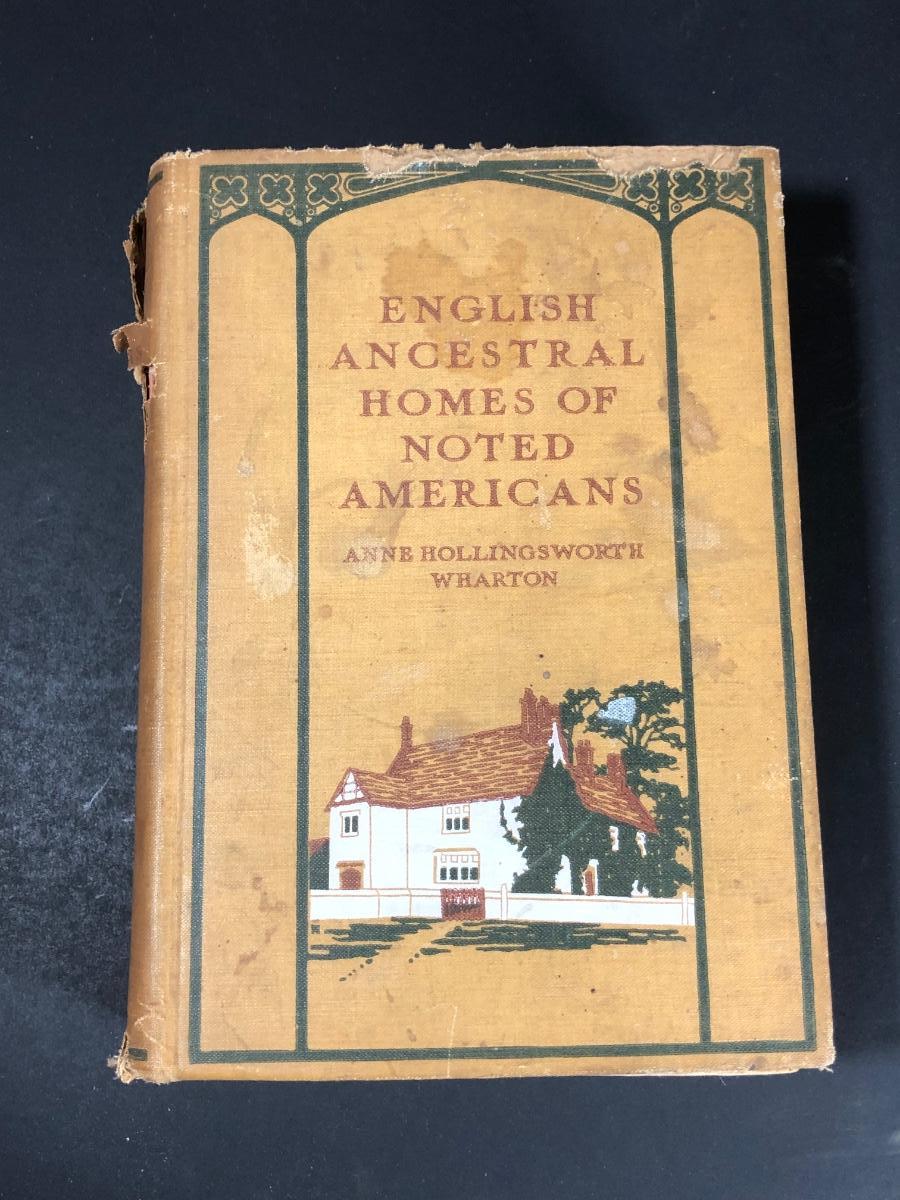 ENGLISH
ANCESTRAL
HOMES OF
NOTED
AMERICANS
ANNE HOLLINGSWORTH
WHARTON